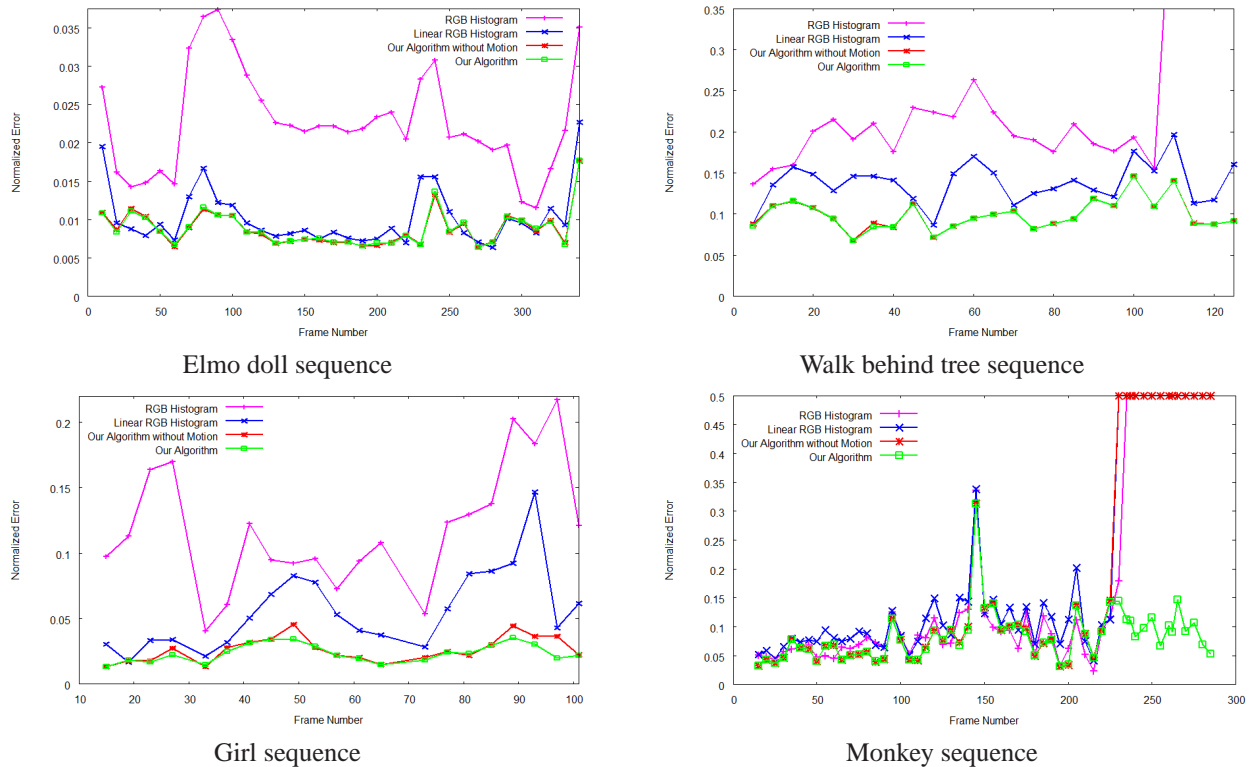 RGB Histogram
Linear RGB Histogram
Our Algorithm without Motion
Our Algorithm
Normalized Error
0.035
0.03
0.025
0.02
0.015
0.01
0.005
0
0 50 100 150 200 250 300
Frame Number
Elmo doll sequence
RGB Histogram
Linear RGB Histogram
Our Algorithm without Motion
Our Algorithm
Normalized Error
0.35
0.3
0.25
0.2
0.15
0.1
0.05
0
0 20 40 60 80 100 120
Frame Number
Walk behind tree sequence
RGB Histogram
Linear RGB Histogram
Our Algorithm without Motion
Our Algorithm
Normalized Error
0.2
0.15
0.1
0.05
0
10 20 30 40 50 60 70 80 90 100
Frame Number
Girl sequence
RGB Histogram
Linear RGB Histogram
Our Algorithm without Motion
Our Algorithm
Normalized Error
0.5
0.45
0.4
0.35
0.3
0.25
0.2
0.15
0.1
0.05
0
0 50 100 150 200 250 300
Frame Number
Monkey sequence